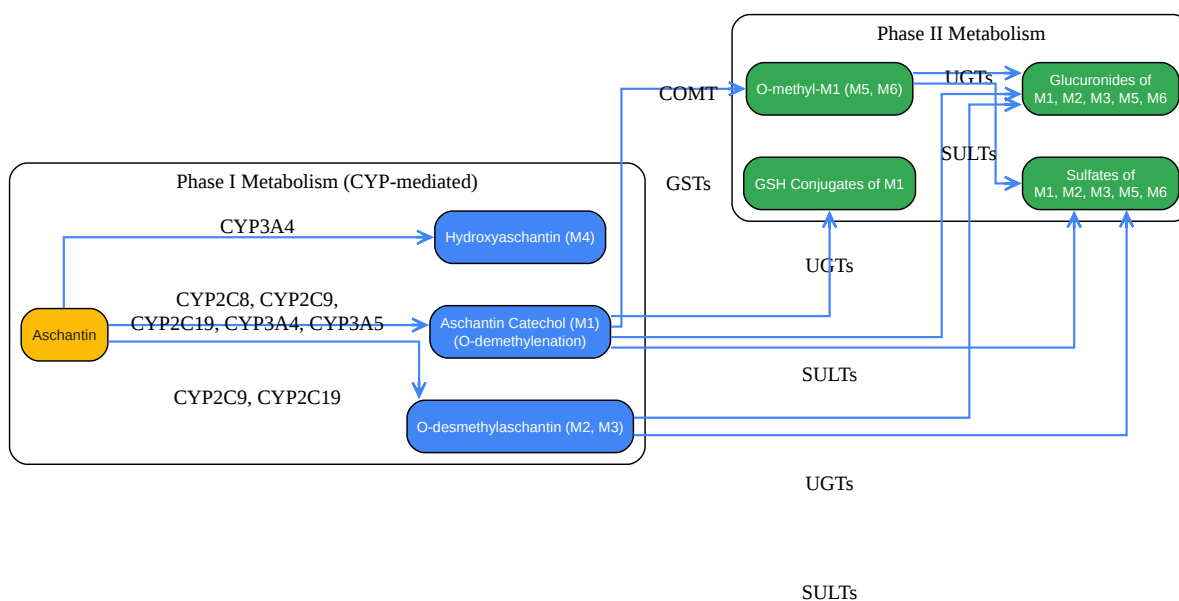 Phase II Metabolism
O-methyl-M1 (M5, M6)
UGTs
Glucuronides of
M1, M2, M3, M5, M6
COMT
SULTs
GSTs
GSH Conjugates of M1
Sulfates of
M1, M2, M3, M5, M6
Phase I Metabolism (CYP-mediated)
CYP3A4
Hydroxyaschantin (M4)
UGTs
CYP2C8, CYP2C9,
CYP2C19, CYP3A4, CYP3A5
Aschantin
Aschantin Catechol (M1)
(O-demethylenation)
SULTs
CYP2C9, CYP2C19
O-desmethylaschantin (M2, M3)
UGTs
SULTs